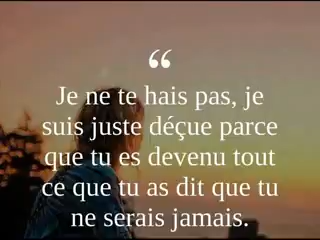 “
Je ne te hais pas, je
suis juste déçue parce
que tu es devenu tout
ce que tu as dit que tu
ne serais jamais.